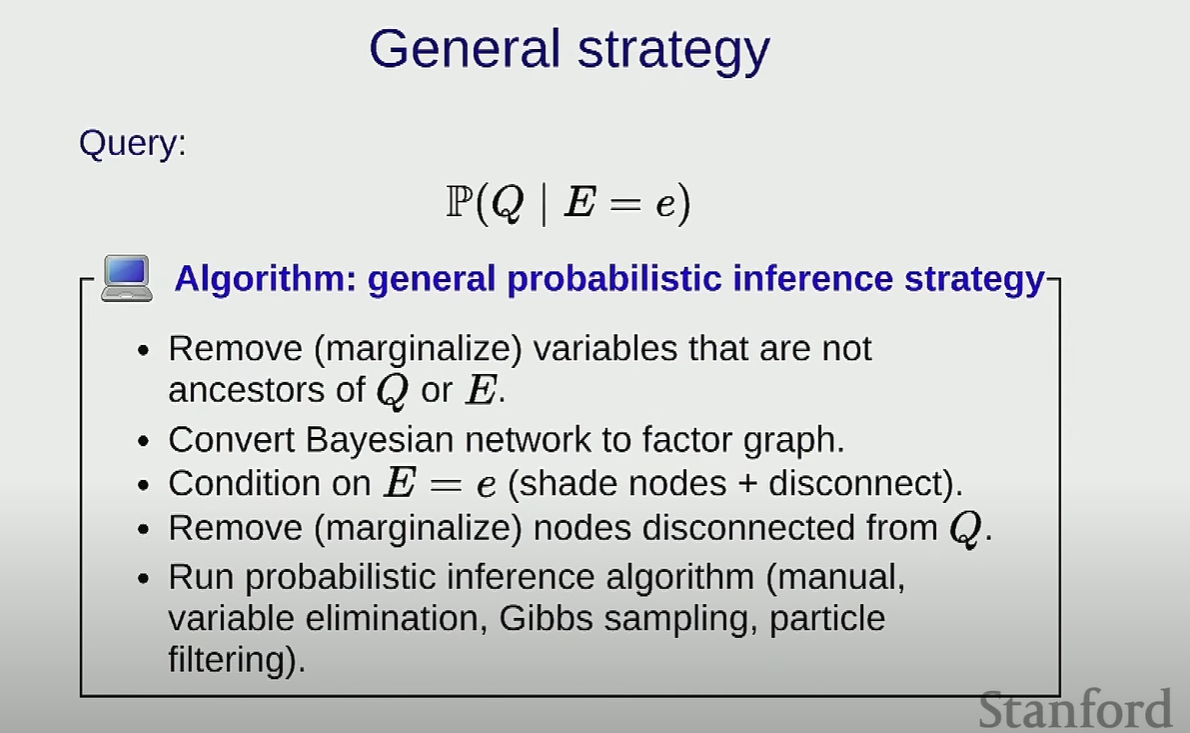 General strategy
Query:
ℙ(Q | E = e)
Algorithm: general probabilistic inference strategy
• Remove (marginalize) variables that are not
ancestors of Q or E.
• Convert Bayesian network to factor graph.
• Condition on E = e (shade nodes + disconnect).
• Remove (marginalize) nodes disconnected from Q.
• Run probabilistic inference algorithm (manual,
variable elimination, Gibbs sampling, particle
filtering).
Stanford